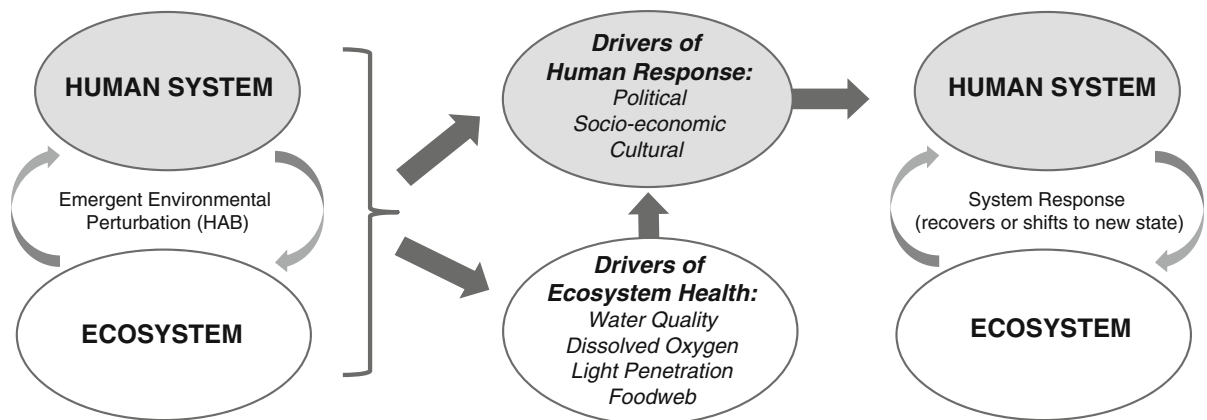 HUMAN SYSTEM
Emergent Environmental
Perturbation (HAB)
ECOSYSTEM
Drivers of
Human Response:
Political
Socio-economic
Cultural
Drivers of
Ecosystem Health:
Water Quality
Dissolved Oxygen
Light Penetration
Foodweb
HUMAN SYSTEM
System Response
(recovers or shifts to new state)
ECOSYSTEM